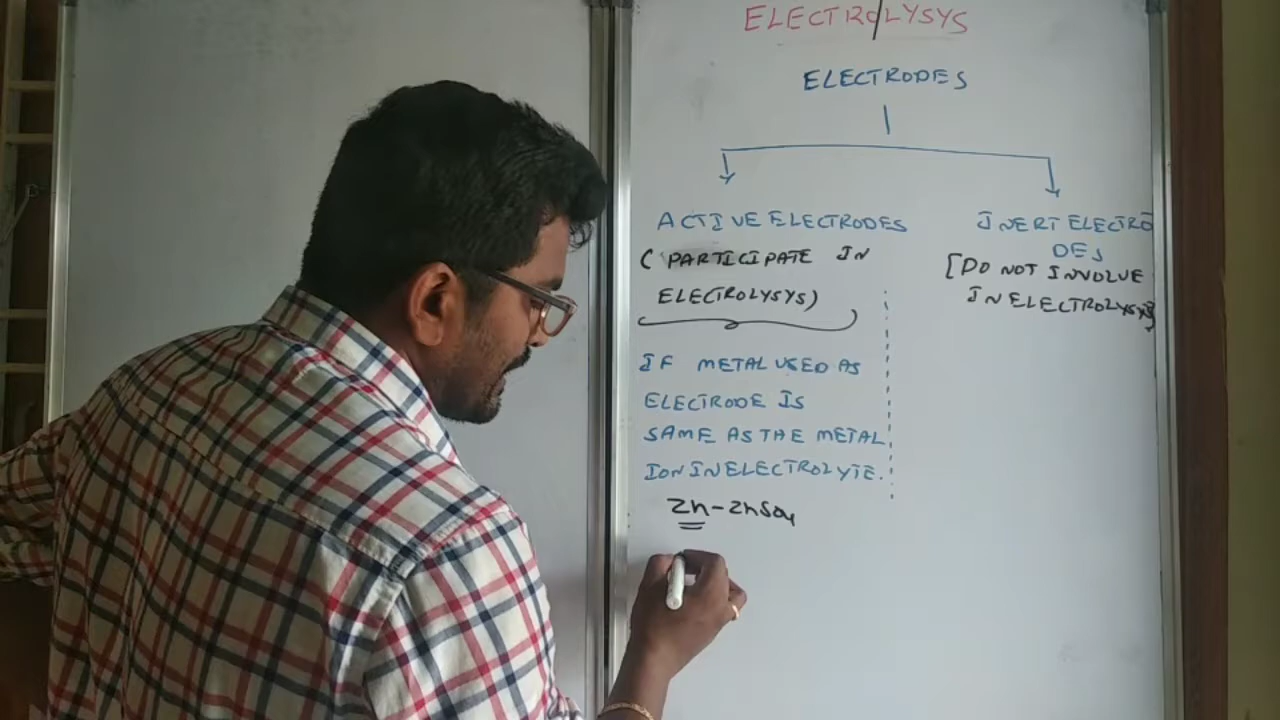 ELECTROLYSYS
ELECTRODES
ACTIVE ELECTRODES
( PARTICIPATE IN
ELECTROLYSYS)
IF METAL USED AS
ELECTRODE IS
SAME AS THE METAL
ION IN ELECTROLYTE.
Zn - ZnSO4
INERT ELECTRO
DES
[DO NOT INVOLVE
IN ELECTROLYSYS]